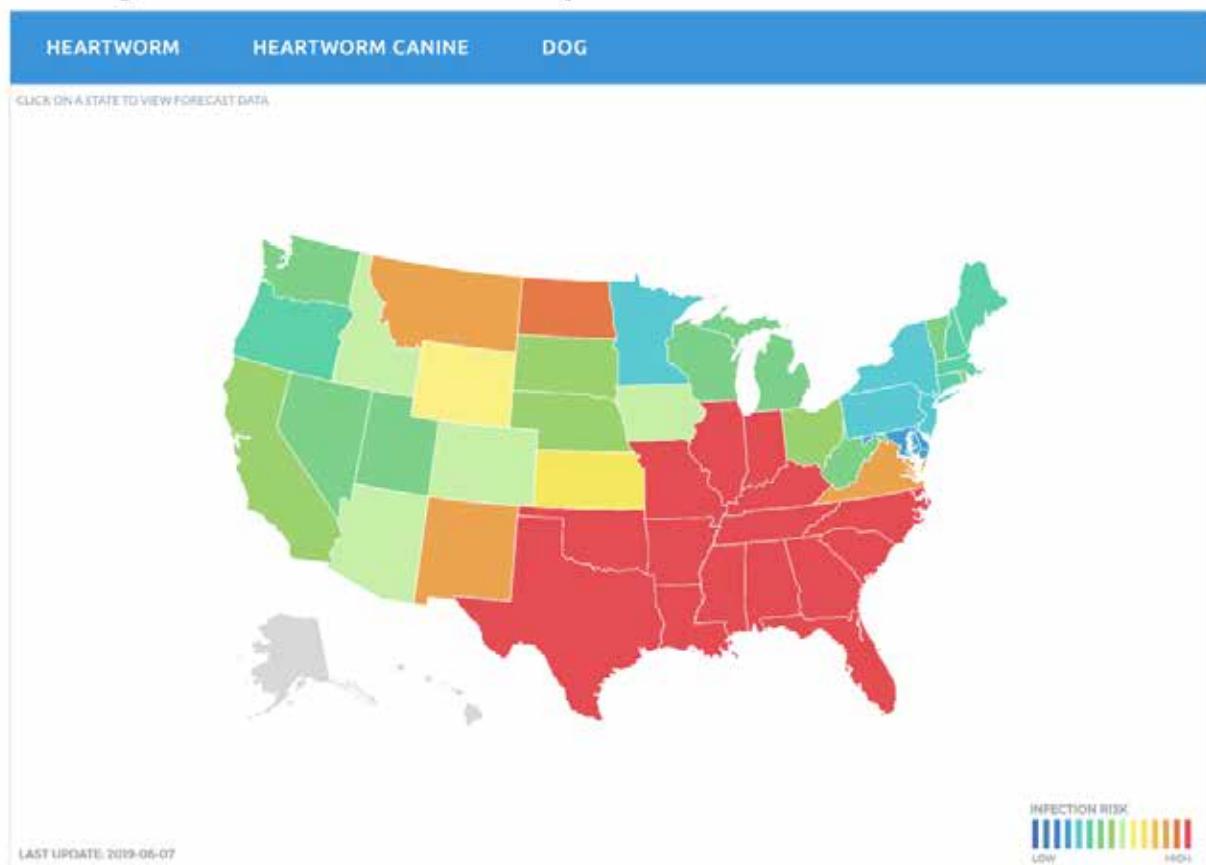 HEARTWORM HEARTWORM CANINE DOG
CLICK ON A STATE TO VIEW FORECAST DATA
INFECTION RISK
LOW HIGH
LAST UPDATE: 2019-06-07